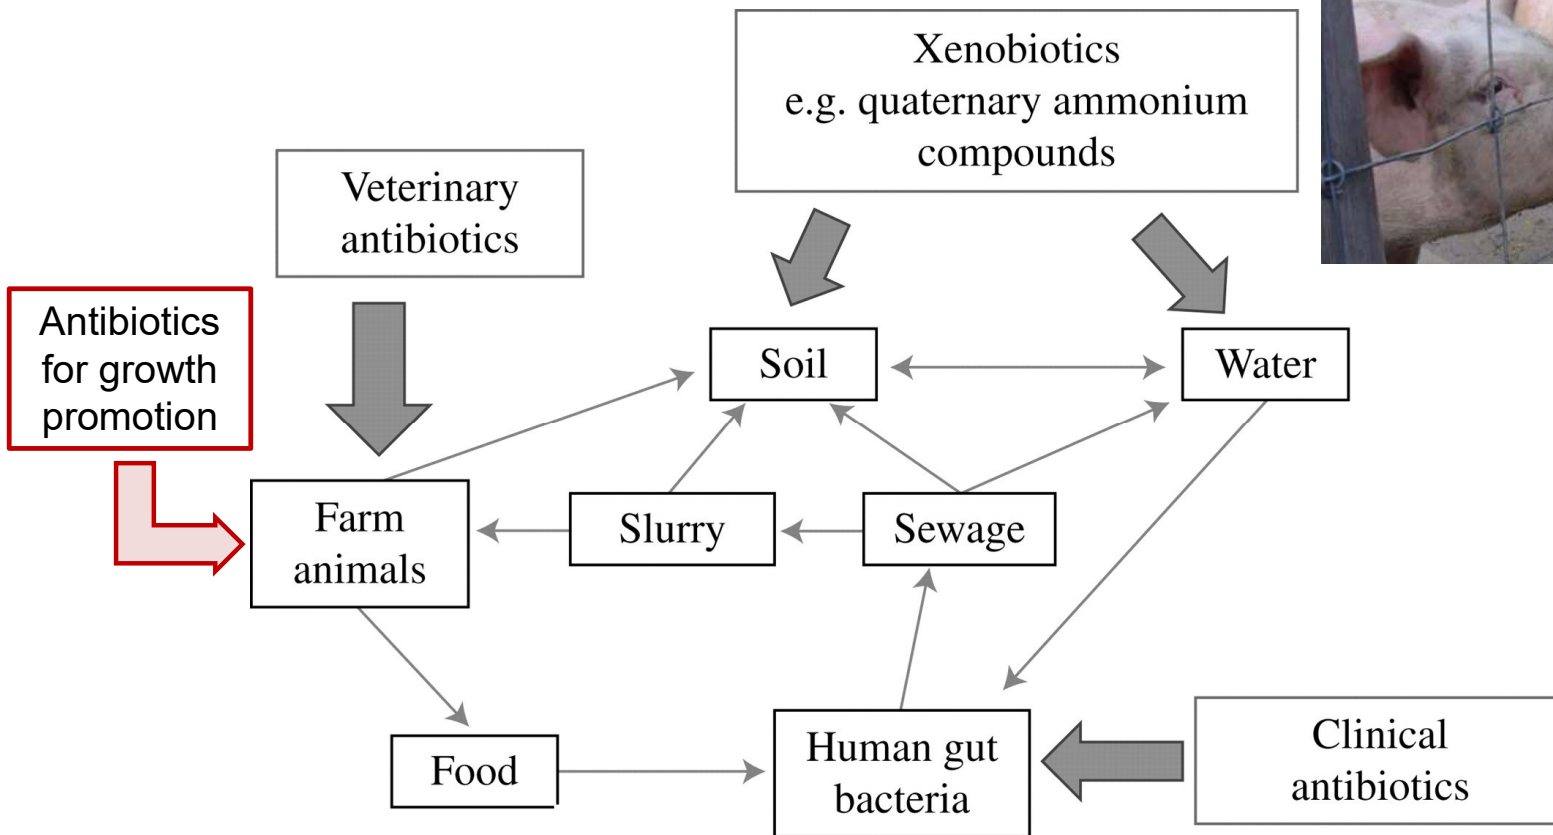 Xenobiotics
e.g. quaternary ammonium
compounds
Veterinary
antibiotics
Antibiotics
for growth
promotion
Soil
Water
Farm
animals
Slurry
Sewage
Food
Human gut
bacteria
Clinical
antibiotics